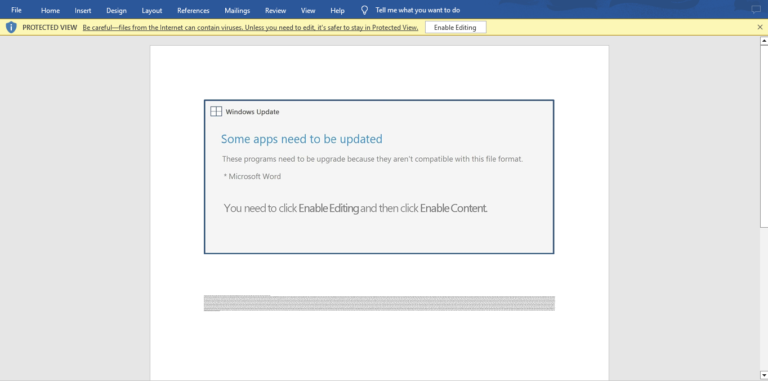 File Home Insert Design Layout References Mailings Review View Help Tell me what you want to do
PROTECTED VIEW Be careful—files from the Internet can contain viruses. Unless you need to edit, it's safer to stay in Protected View. Enable Editing
Windows Update
Some apps need to be updated
These programs need to be upgrade because they aren't compatible with this file format.
* Microsoft Word
You need to click Enable Editing and then click Enable Content.